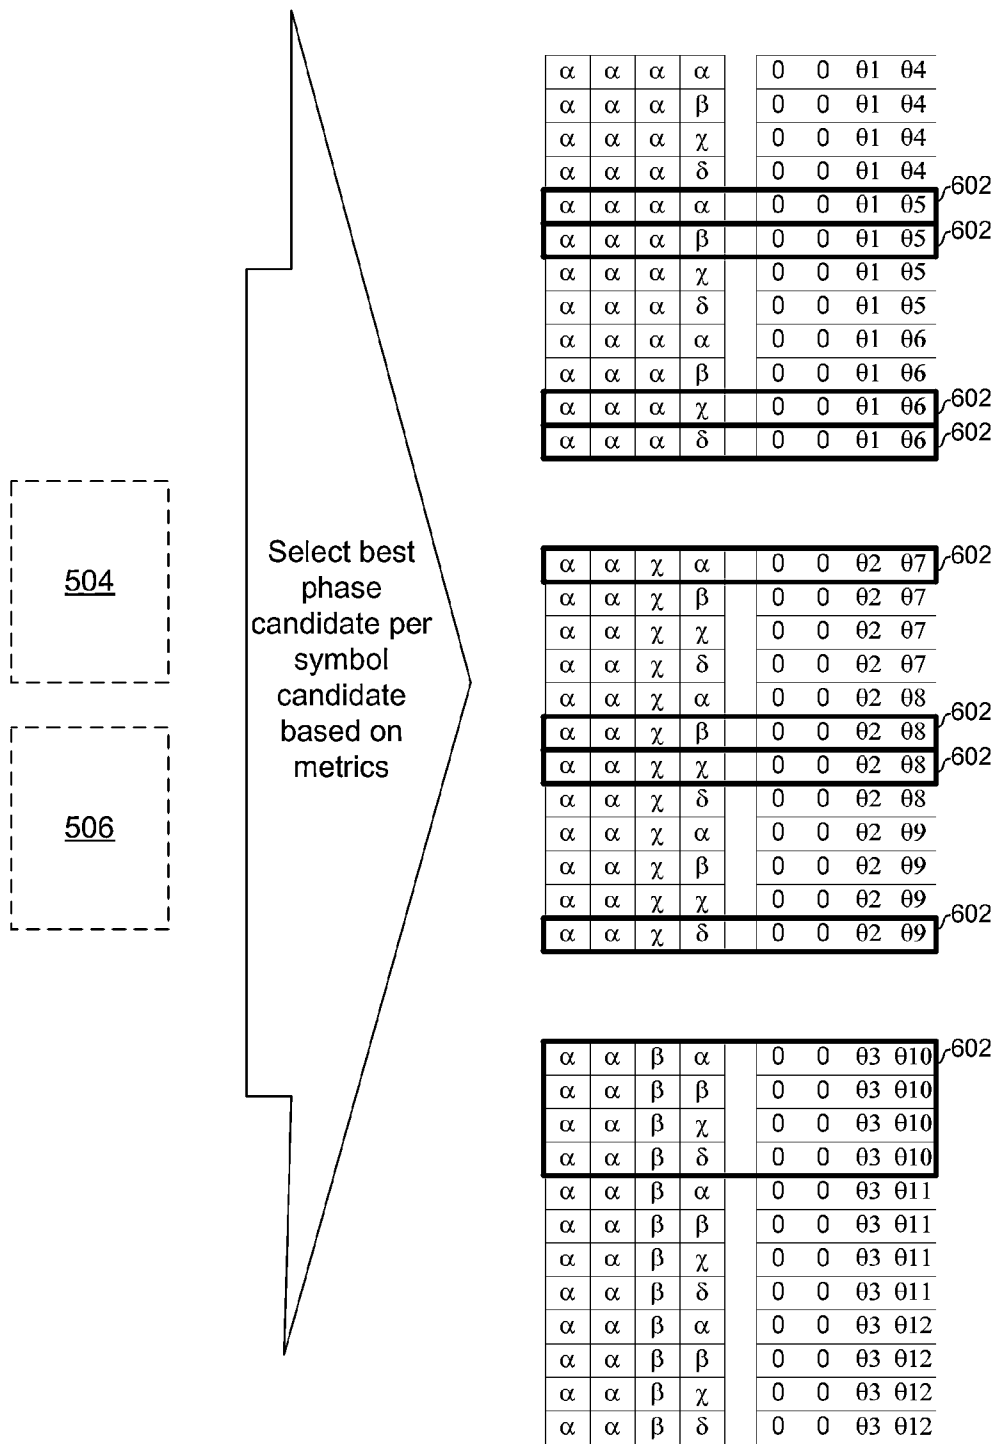 α α α α 0 0 θ1 θ4
α α α β 0 0 θ1 θ4
α α α χ 0 0 θ1 θ4
α α α δ 0 0 θ1 θ4
α α α α 0 0 θ1 θ5 602
α α α β 0 0 θ1 θ5 602
α α α χ 0 0 θ1 θ5
α α α δ 0 0 θ1 θ5
α α α α 0 0 θ1 θ6
α α α β 0 0 θ1 θ6
α α α χ 0 0 θ1 θ6 602
α α α δ 0 0 θ1 θ6 602
504
506
Select best
phase
candidate per
symbol
candidate
based on
metrics
α α χ α 0 0 θ2 θ7 602
α α χ β 0 0 θ2 θ7
α α χ χ 0 0 θ2 θ7
α α χ δ 0 0 θ2 θ7
α α χ α 0 0 θ2 θ8
α α χ β 0 0 θ2 θ8 602
α α χ χ 0 0 θ2 θ8 602
α α χ δ 0 0 θ2 θ8
α α χ α 0 0 θ2 θ9
α α χ β 0 0 θ2 θ9
α α χ χ 0 0 θ2 θ9
α α χ δ 0 0 θ2 θ9 602
α α β α 0 0 θ3 θ10 602
α α β β 0 0 θ3 θ10
α α β χ 0 0 θ3 θ10
α α β δ 0 0 θ3 θ10
α α β α 0 0 θ3 θ11
α α β β 0 0 θ3 θ11
α α β χ 0 0 θ3 θ11
α α β δ 0 0 θ3 θ11
α α β α 0 0 θ3 θ12
α α β β 0 0 θ3 θ12
α α β χ 0 0 θ3 θ12
α α β δ 0 0 θ3 θ12